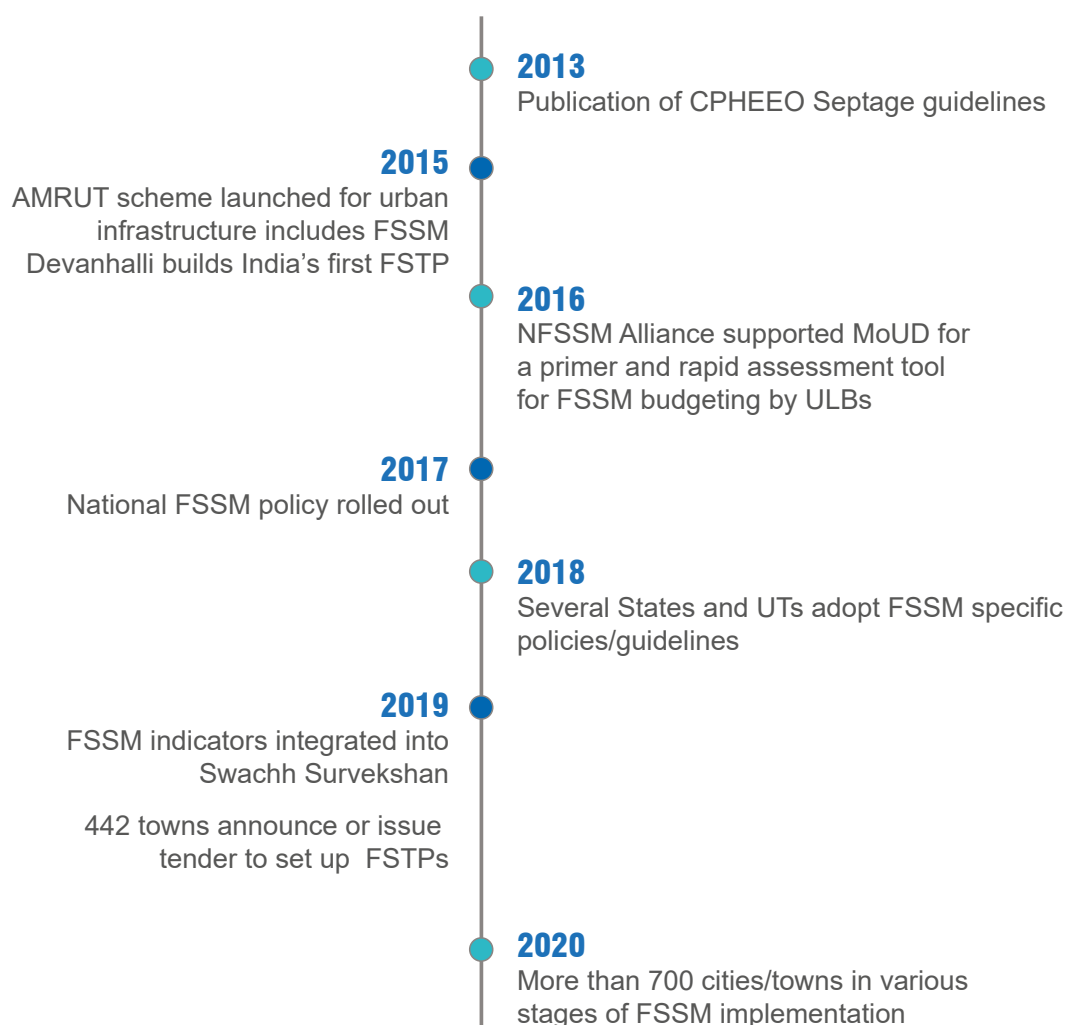 2013
Publication of CPHEEO Septage guidelines
2015
AMRUT scheme launched for urban
infrastructure includes FSSM
Devanhalli builds India’s first FSTP
2016
NFSSM Alliance supported MoUD for
a primer and rapid assessment tool
for FSSM budgeting by ULBs
2017
National FSSM policy rolled out
2018
Several States and UTs adopt FSSM specific
policies/guidelines
2019
FSSM indicators integrated into
Swachh Survekshan
442 towns announce or issue
tender to set up FSTPs
2020
More than 700 cities/towns in various
stages of FSSM implementation